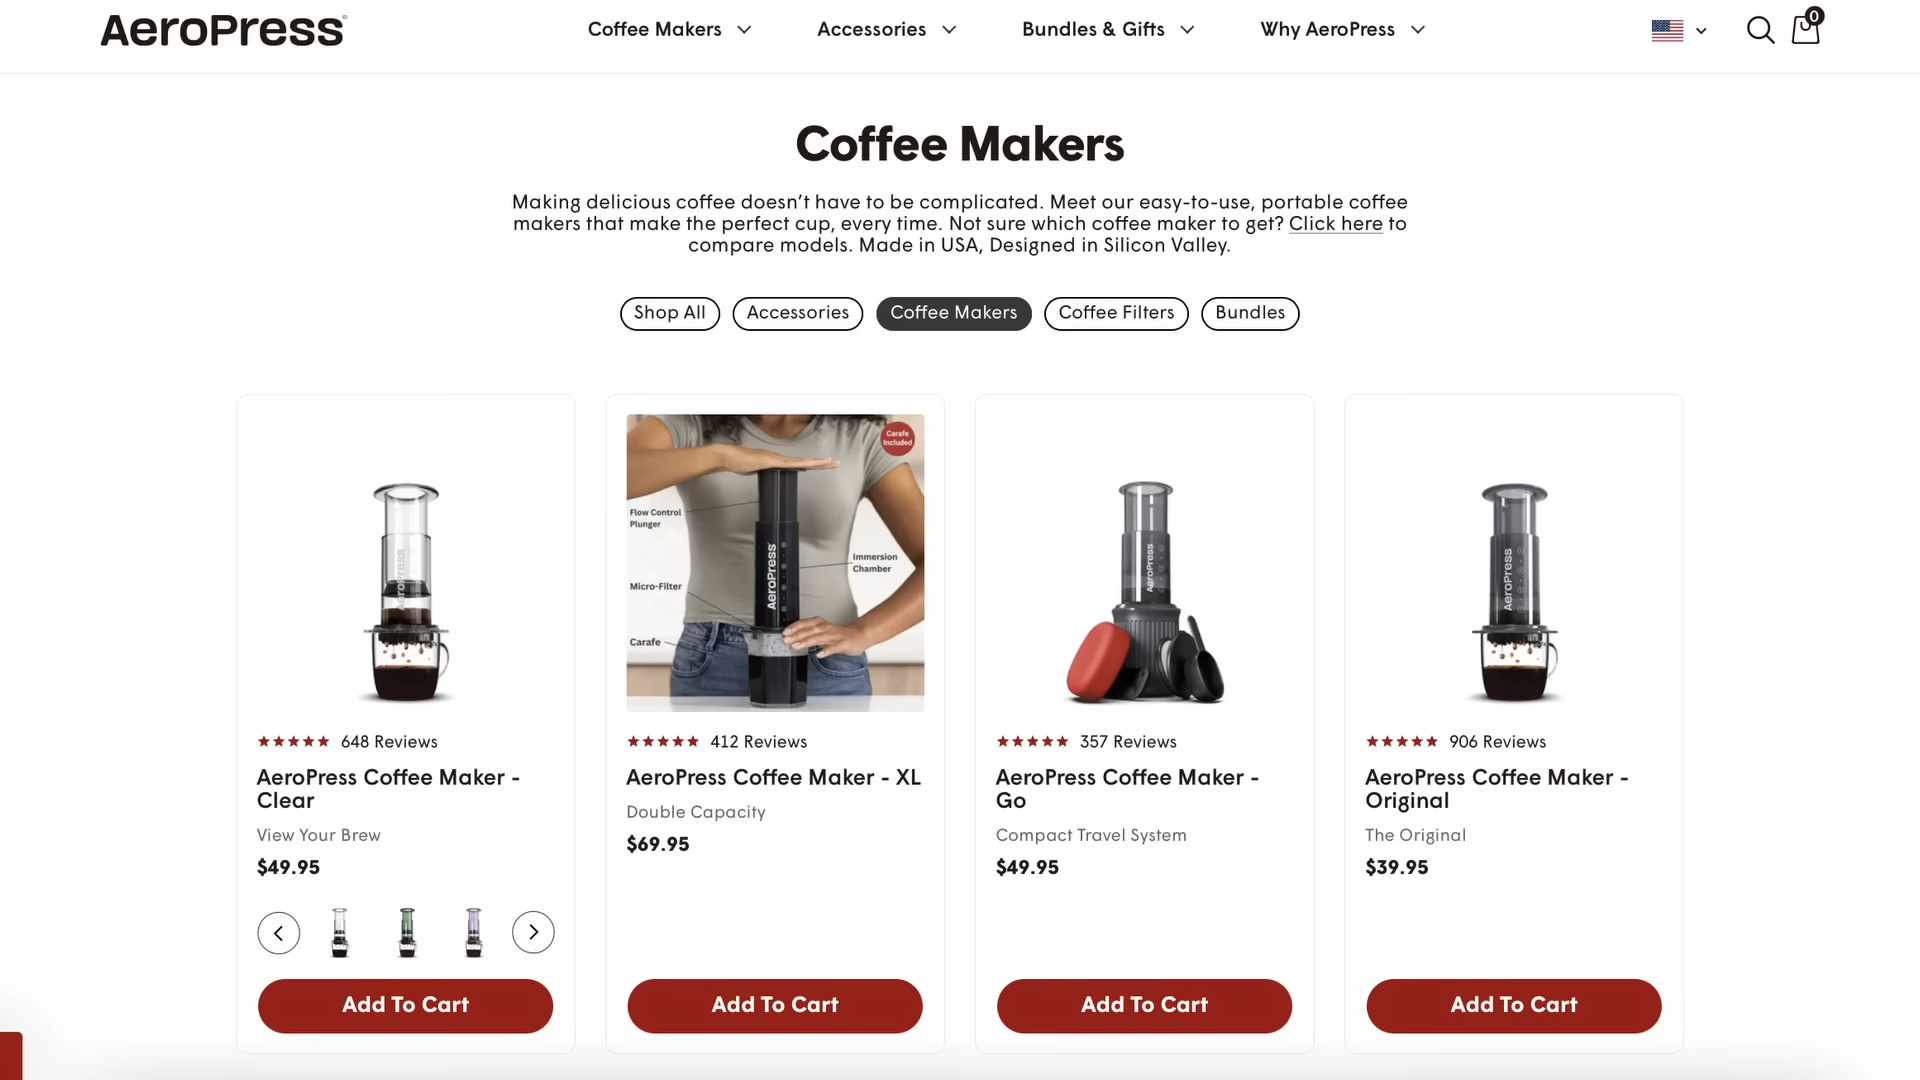 AeroPress®
Coffee Makers
Accessories
Bundles & Gifts
Why AeroPress
0
Coffee Makers
Making delicious coffee doesn’t have to be complicated. Meet our easy-to-use, portable coffee
makers that make the perfect cup, every time. Not sure which coffee maker to get? Click here to
compare models. Made in USA, Designed in Silicon Valley.
Shop All
Accessories
Coffee Makers
Coffee Filters
Bundles
AeroPress
648 Reviews
AeroPress Coffee Maker -
Clear
View Your Brew
$49.95
Add To Cart
Carafe
Included
Flow Control
Plunger
Immersion
Chamber
Micro-Filter
Carafe
AeroPress
412 Reviews
AeroPress Coffee Maker - XL
Double Capacity
$69.95
Add To Cart
AeroPress
357 Reviews
AeroPress Coffee Maker -
Go
Compact Travel System
$49.95
Add To Cart
AeroPress
906 Reviews
AeroPress Coffee Maker -
Original
The Original
$39.95
Add To Cart